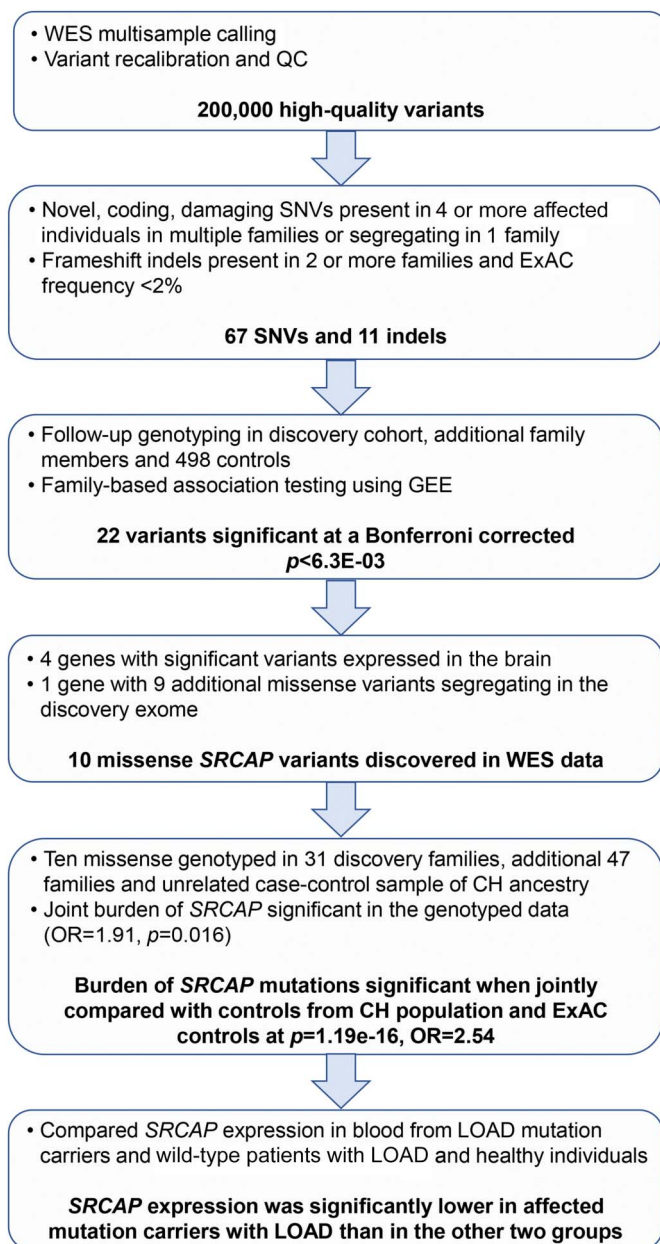 • WES multisample calling
• Variant recalibration and QC
200,000 high-quality variants
• Novel, coding, damaging SNVs present in 4 or more affected
individuals in multiple families or segregating in 1 family
• Frameshift indels present in 2 or more families and ExAC
frequency <2%
67 SNVs and 11 indels
• Follow-up genotyping in discovery cohort, additional family
members and 498 controls
• Family-based association testing using GEE
22 variants significant at a Bonferroni corrected
p<6.3E-03
• 4 genes with significant variants expressed in the brain
• 1 gene with 9 additional missense variants segregating in the
discovery exome
10 missense SRCAP variants discovered in WES data
• Ten missense genotyped in 31 discovery families, additional 47
families and unrelated case-control sample of CH ancestry
• Joint burden of SRCAP significant in the genotyped data
(OR=1.91, p=0.016)
Burden of SRCAP mutations significant when jointly
compared with controls from CH population and ExAC
controls at p=1.19e-16, OR=2.54
• Compared SRCAP expression in blood from LOAD mutation
carriers and wild-type patients with LOAD and healthy individuals
SRCAP expression was significantly lower in affected
mutation carriers with LOAD than in the other two groups